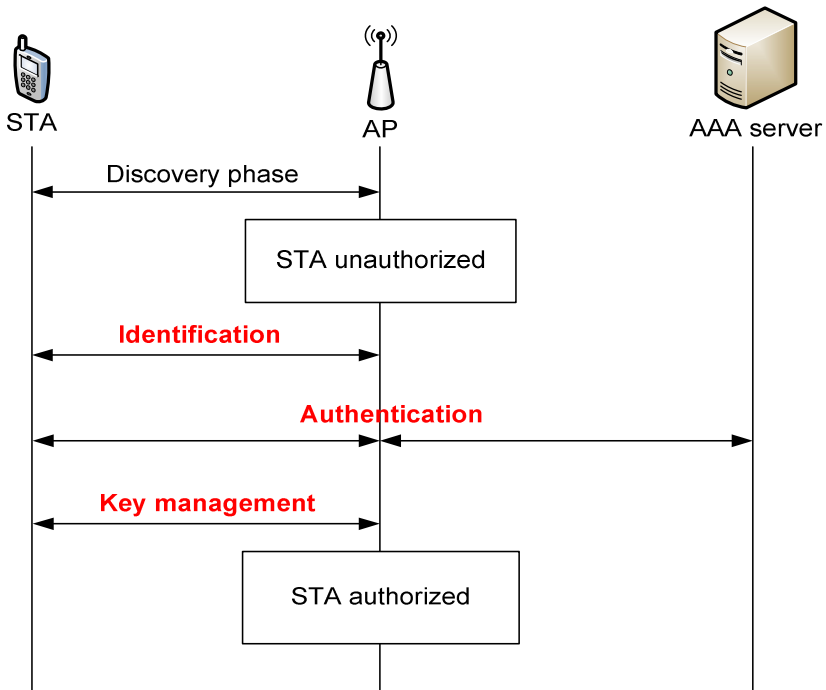 STA
AP
AAA server
Discovery phase
STA unauthorized
Identification
Authentication
Key management
STA authorized